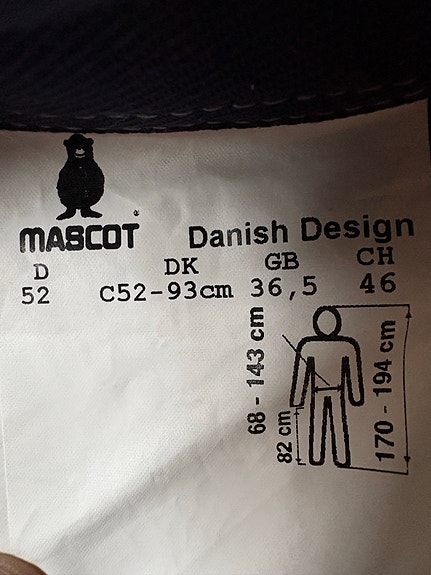 MASCOT®
Danish Design
D DK GB CH
52 C52-93cm 36,5 46
68 - 143 cm
82 cm
170 - 194 cm